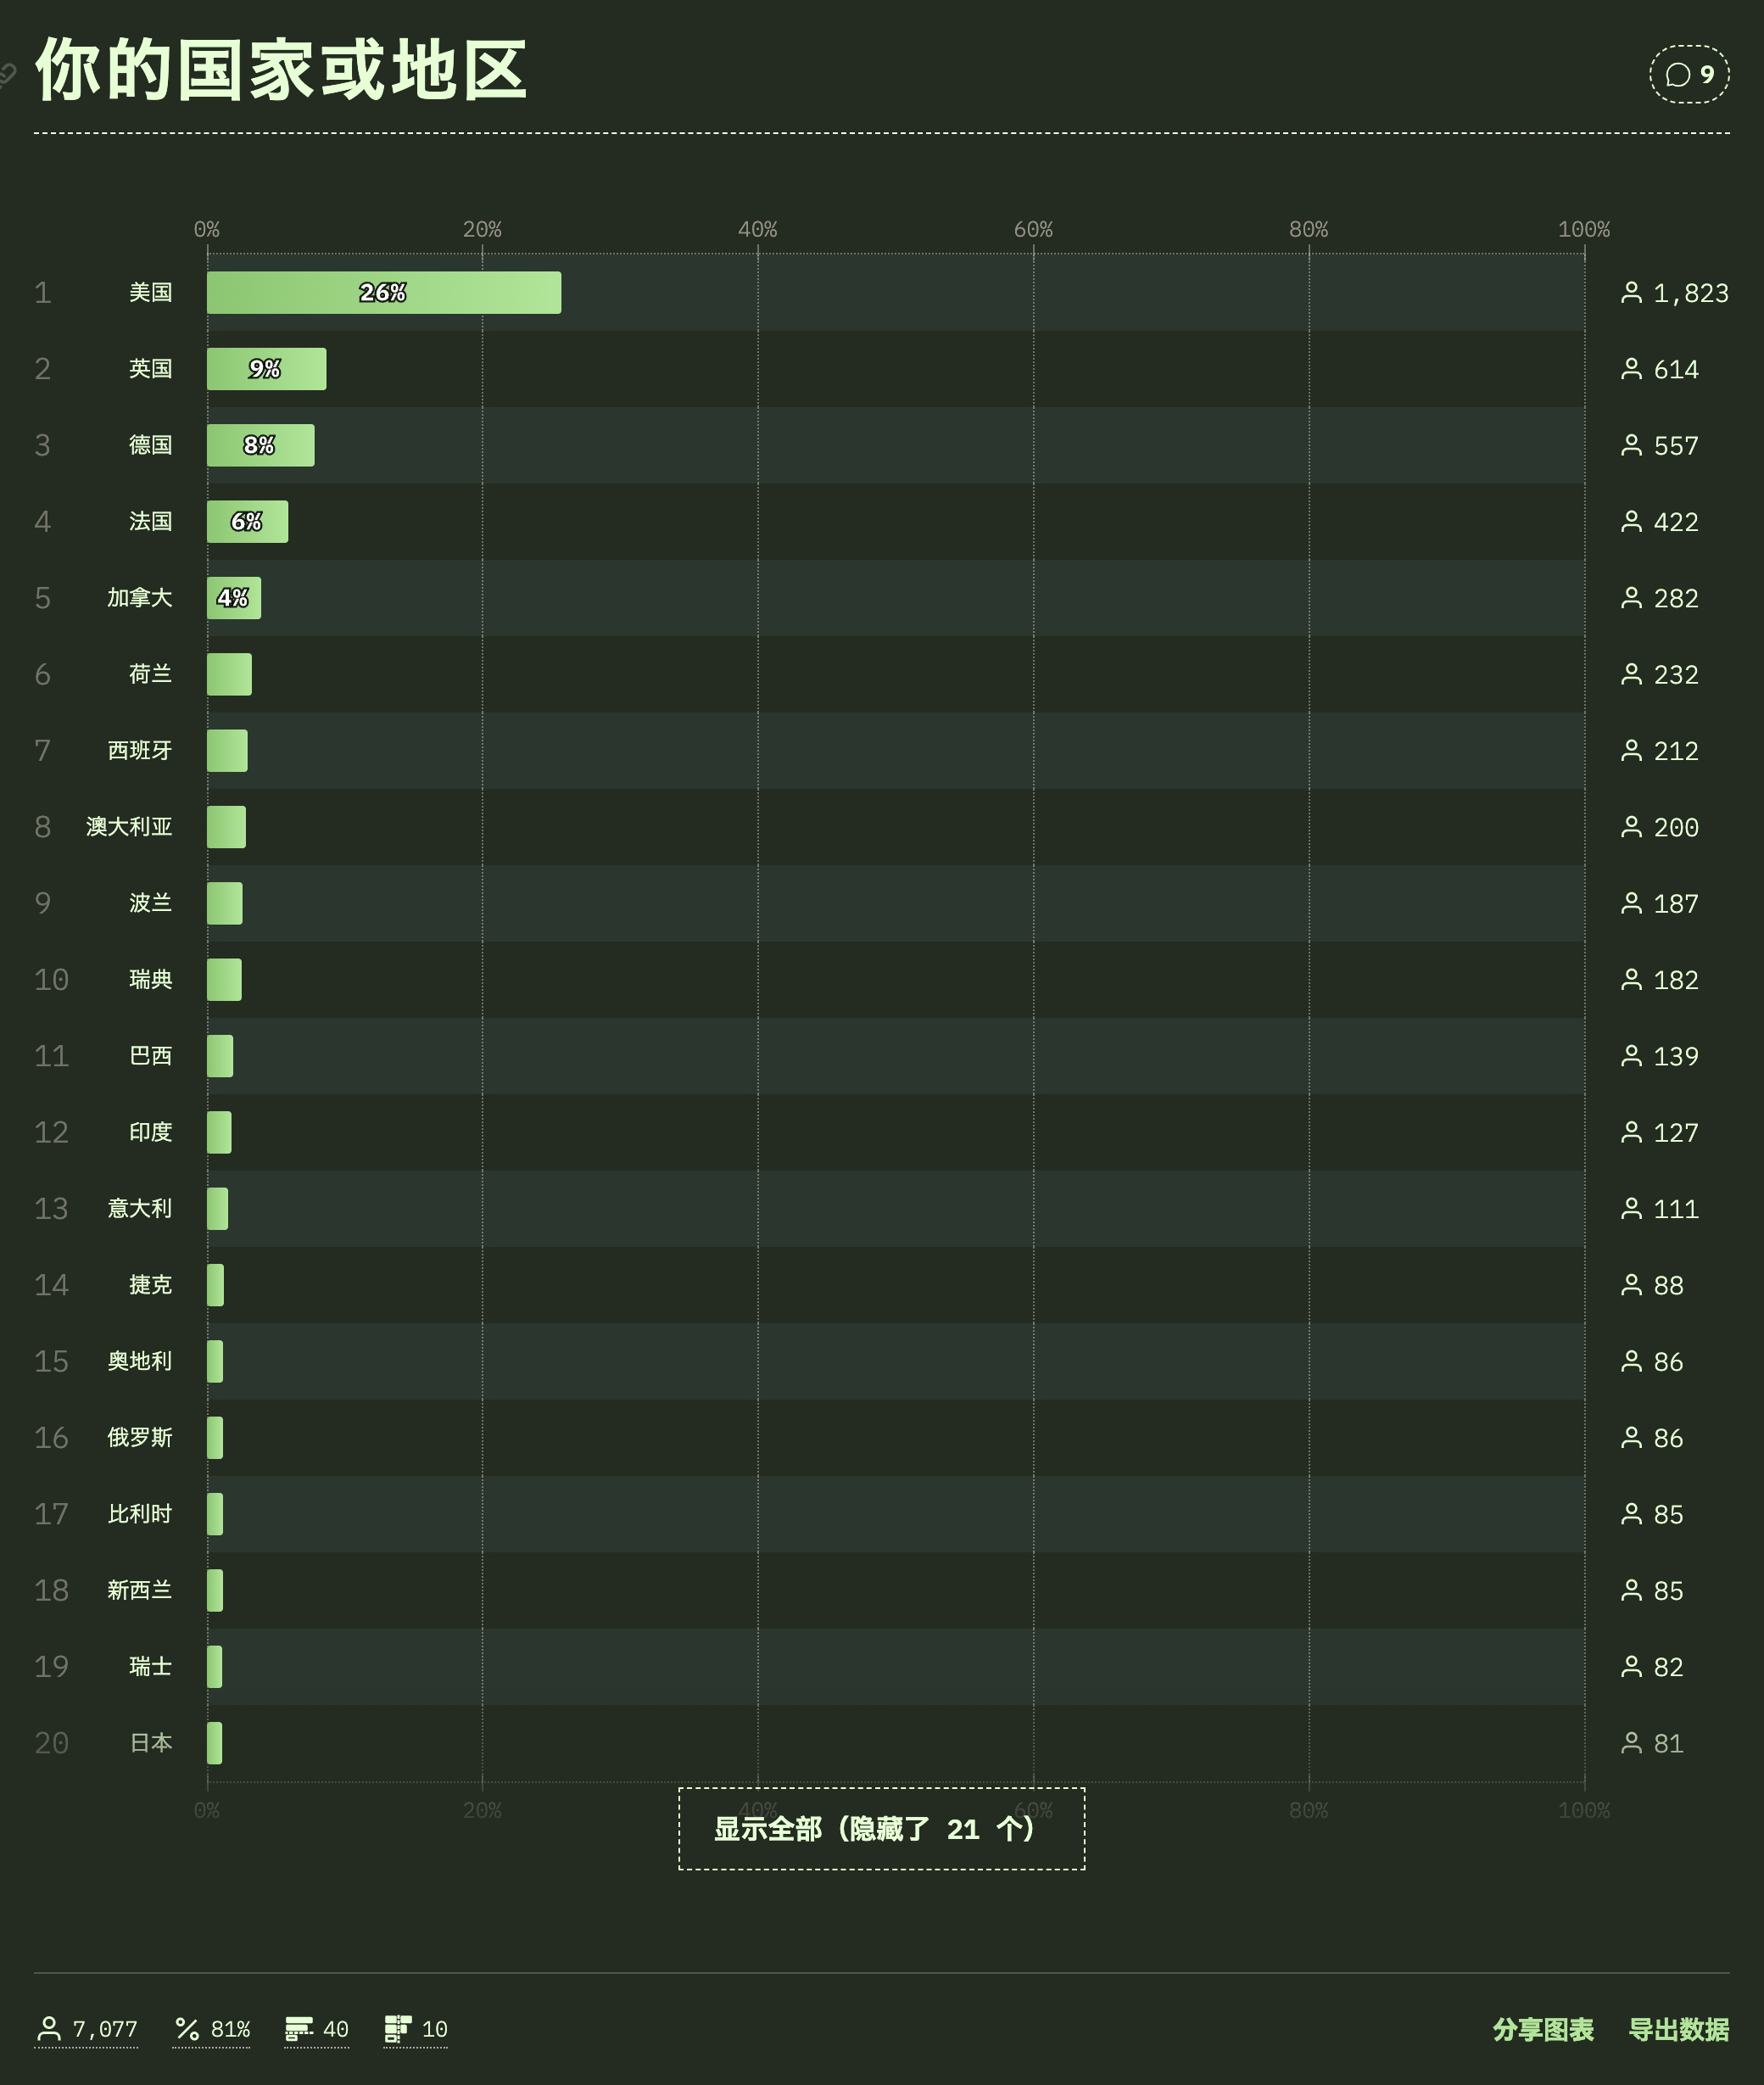 你的国家或地区
9
0% 20% 40% 60% 80% 100%
1 美国 26% 1,823
2 英国 9% 614
3 德国 8% 557
4 法国 6% 422
5 加拿大 4% 282
6 荷兰 232
7 西班牙 212
8 澳大利亚 200
9 波兰 187
10 瑞典 182
11 巴西 139
12 印度 127
13 意大利 111
14 捷克 88
15 奥地利 86
16 俄罗斯 86
17 比利时 85
18 新西兰 85
19 瑞士 82
20 日本 81
0% 20% 40% 60% 80% 100%
显示全部（隐藏了 21 个）
7,077 81% 40 10 分享图表 导出数据